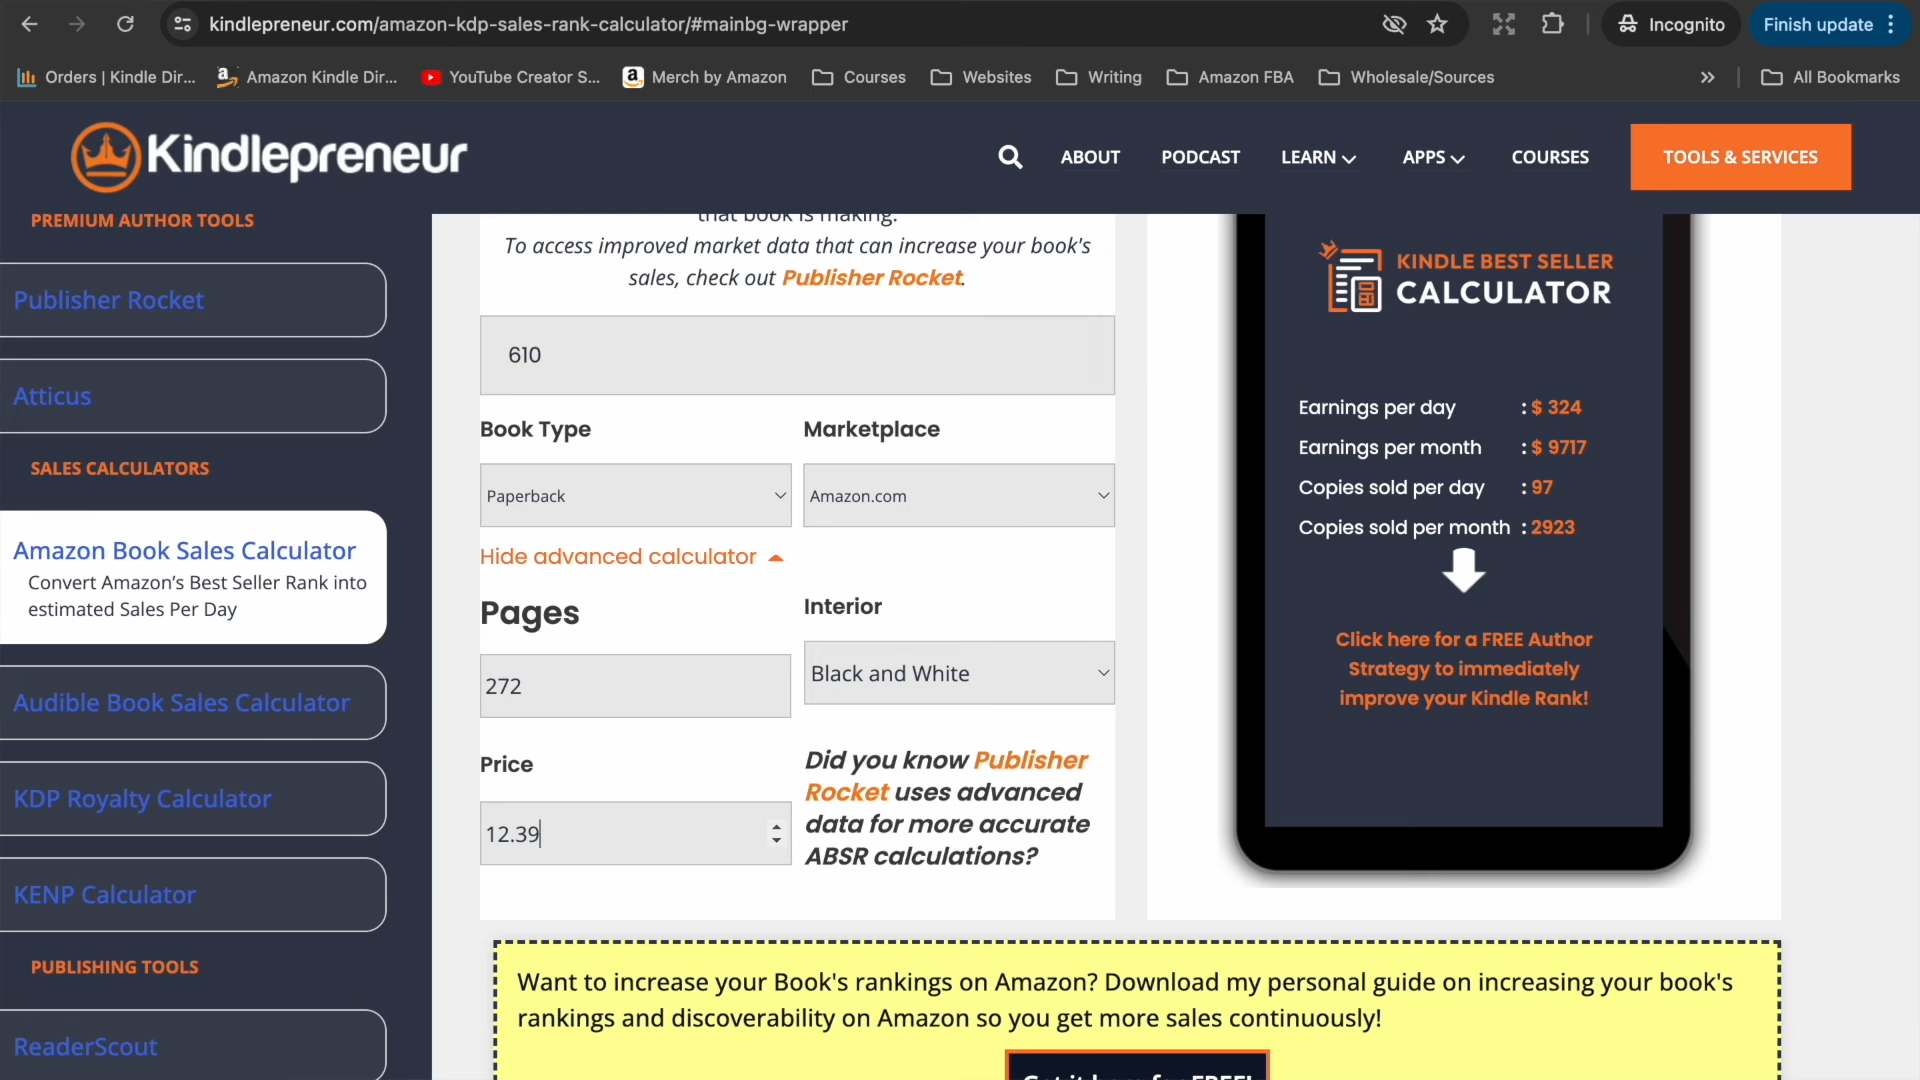 kindlepreneur.com/amazon-kdp-sales-rank-calculator/#mainbg-wrapper
Incognito
Finish update
Orders | Kindle Dir...
Amazon Kindle Dir...
YouTube Creator S...
Merch by Amazon
Courses
Websites
Writing
Amazon FBA
Wholesale/Sources
All Bookmarks
Kindlepreneur
ABOUT
PODCAST
LEARN
APPS
COURSES
TOOLS & SERVICES
PREMIUM AUTHOR TOOLS
Publisher Rocket
Atticus
SALES CALCULATORS
Amazon Book Sales Calculator
Convert Amazon's Best Seller Rank into
estimated Sales Per Day
Audible Book Sales Calculator
KDP Royalty Calculator
KENP Calculator
PUBLISHING TOOLS
ReaderScout
that book is making.
To access improved market data that can increase your book's
sales, check out Publisher Rocket.
610
Book Type
Marketplace
Paperback
Amazon.com
Hide advanced calculator
Pages
Interior
272
Black and White
Price
12.39
Did you know Publisher
Rocket uses advanced
data for more accurate
ABSR calculations?
KINDLE BEST SELLER
CALCULATOR
Earnings per day : $ 324
Earnings per month : $ 9717
Copies sold per day : 97
Copies sold per month : 2923
Click here for a FREE Author
Strategy to immediately
improve your Kindle Rank!
Want to increase your Book's rankings on Amazon? Download my personal guide on increasing your book's
rankings and discoverability on Amazon so you get more sales continuously!
Get it here for FREE!